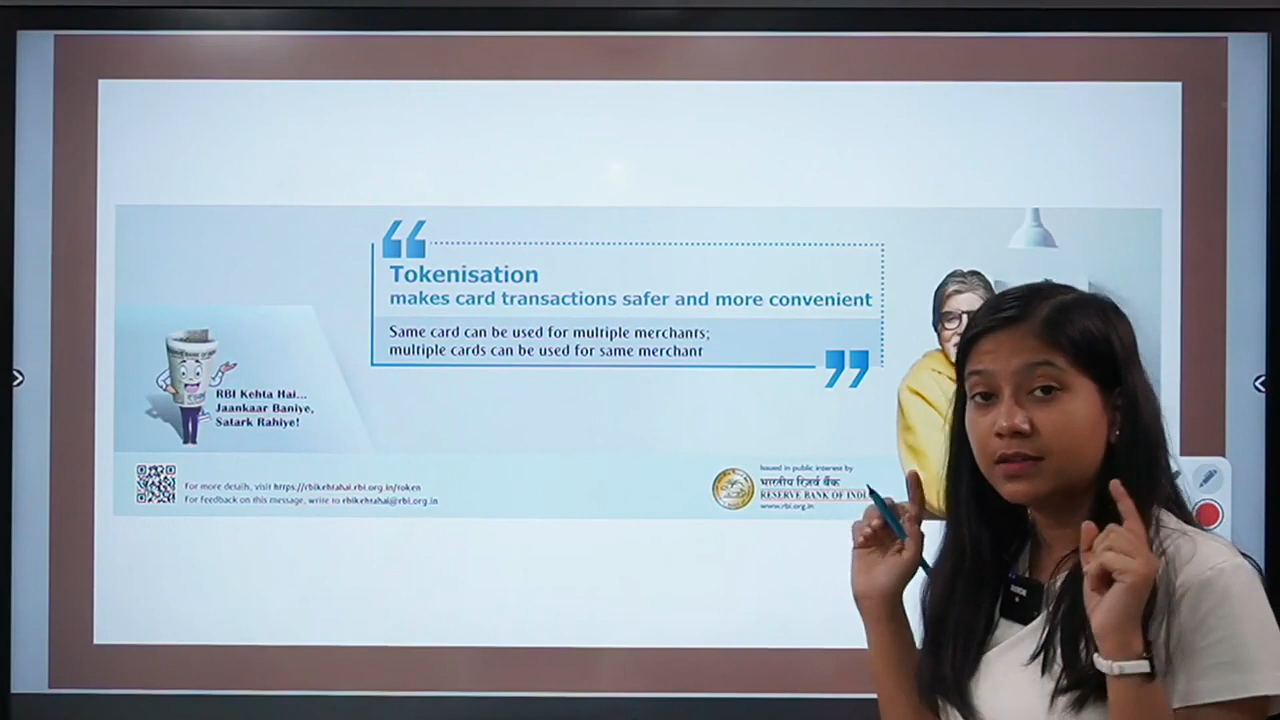 Tokenisation
makes card transactions safer and more convenient
Same card can be used for multiple merchants;
multiple cards can be used for same merchant
RBI Kehta Hai...
Jaankaar Baniye,
Satark Rahiye!
For more details, visit https://rbikehtahai.rbi.org.in/token
For feedback on this message, write to rbikehtahai@rbi.org.in
Issued in public interest by
भारतीय रिज़र्व बैंक
RESERVE BANK OF INDI
www.rbi.org.in